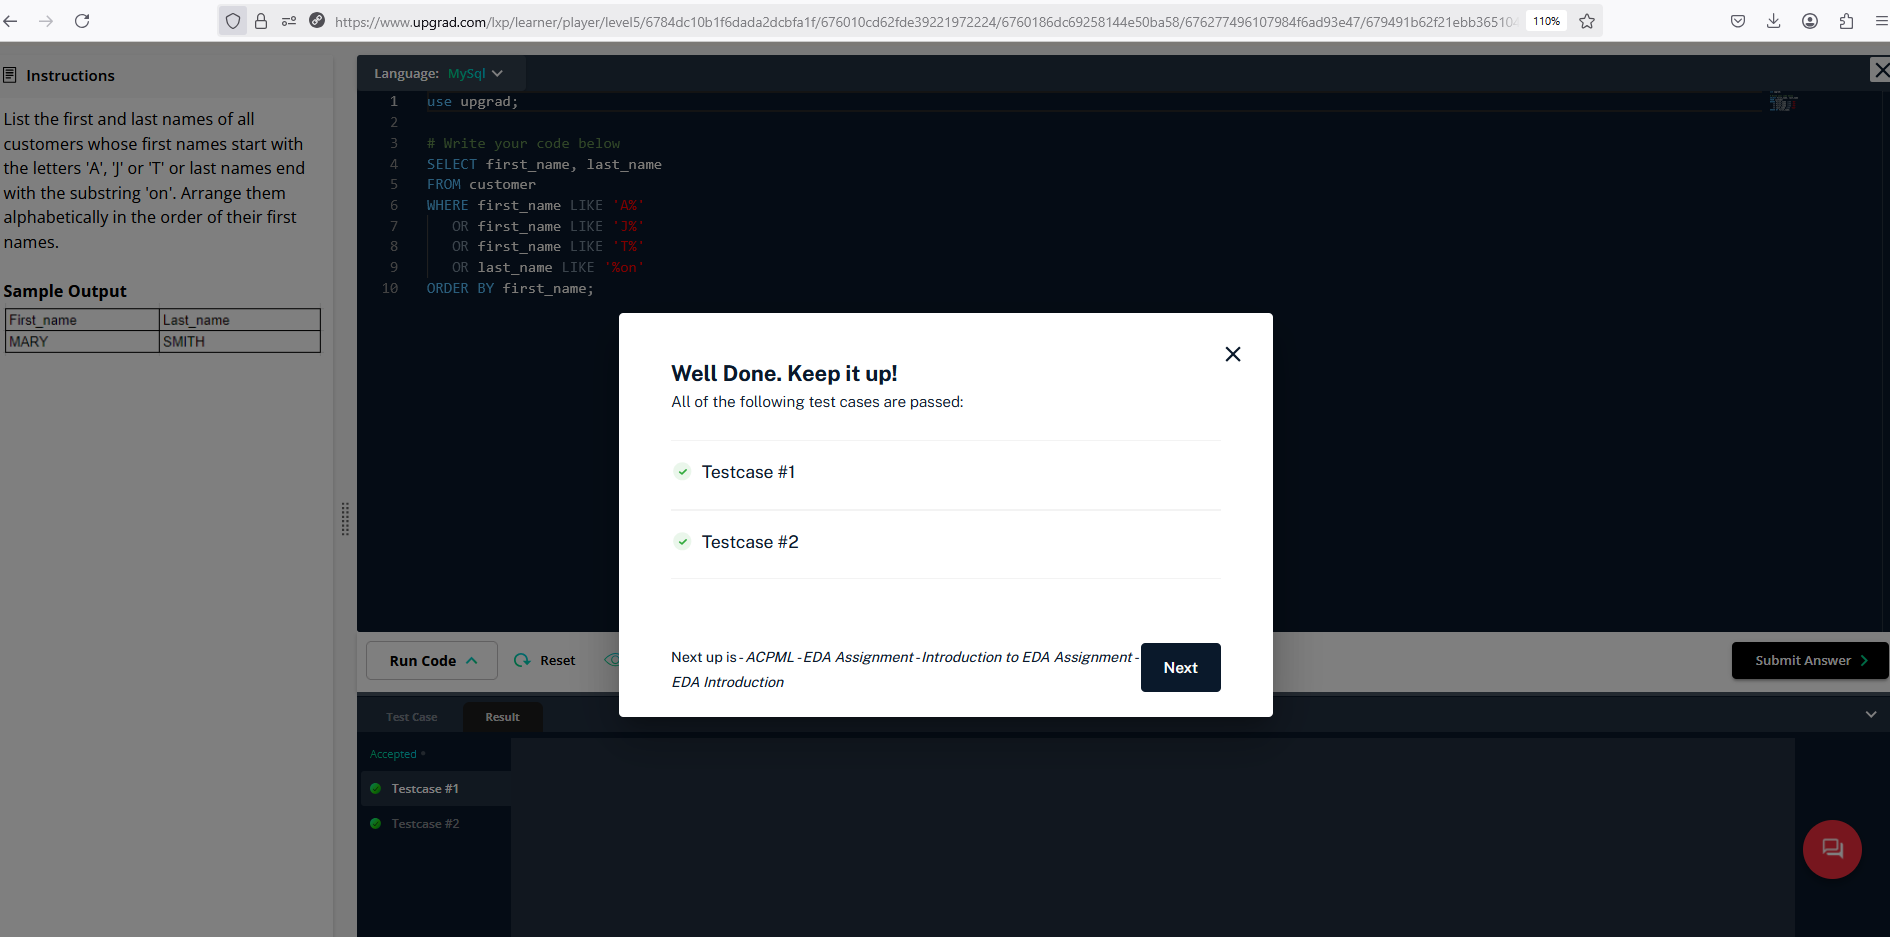 https://www.upgrad.com/lxp/learner/player/level5/6784dc10b1f6dada2dcbfa1f/676010cd62fde39221972224/6760186dc69258144e50ba58/676277496107984f6ad93e47/679491b62f21ebb365104
110%
Instructions
List the first and last names of all
customers whose first names start with
the letters 'A', 'J' or 'T' or last names end
with the substring 'on'. Arrange them
alphabetically in the order of their first
names.
Sample Output
First_name Last_name
MARY SMITH
Language: MySql
1 use upgrad;
2
3 # Write your code below
4 SELECT first_name, last_name
5 FROM customer
6 WHERE first_name LIKE 'A%'
7 OR first_name LIKE 'J%'
8 OR first_name LIKE 'T%'
9 OR last_name LIKE '%on'
10 ORDER BY first_name;
Well Done. Keep it up!
All of the following test cases are passed:
Testcase #1
Testcase #2
Next up is - ACPML - EDA Assignment - Introduction to EDA Assignment -
EDA Introduction
Next
Run Code Reset
Submit Answer
Test Case Result
Accepted
Testcase #1
Testcase #2